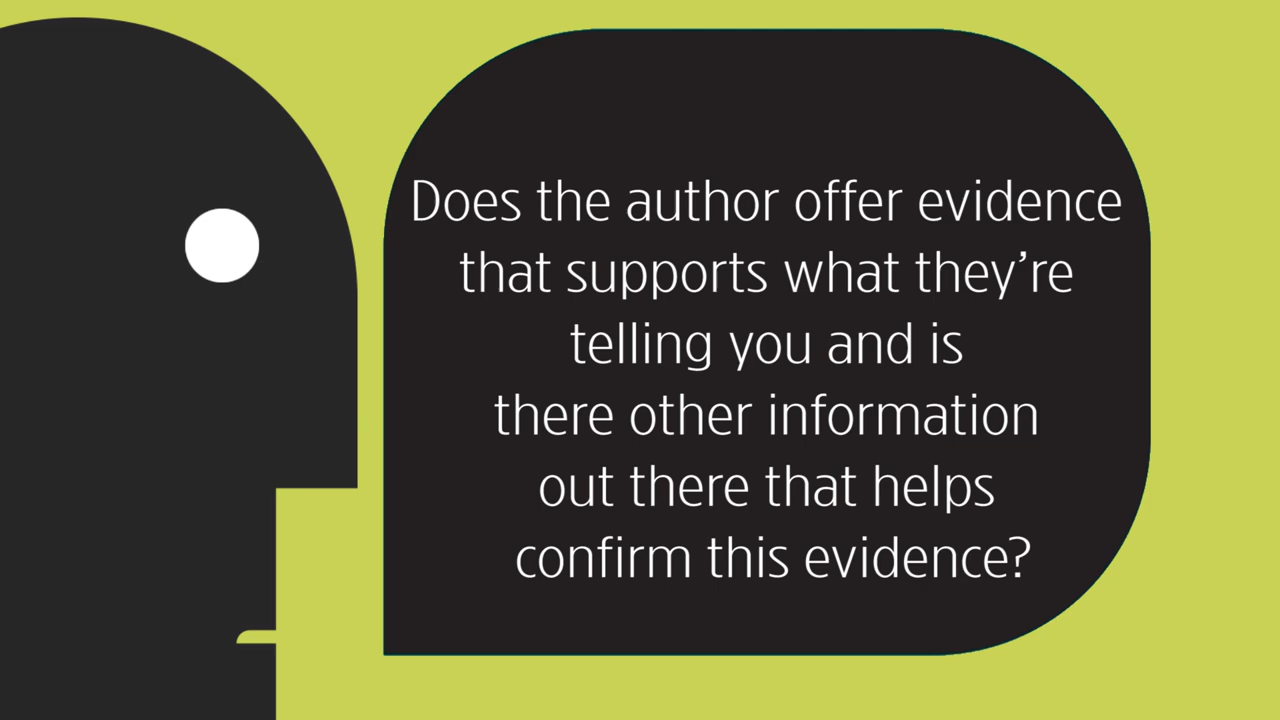 Does the author offer evidence
that supports what they’re
telling you and is
there other information
out there that helps
confirm this evidence?